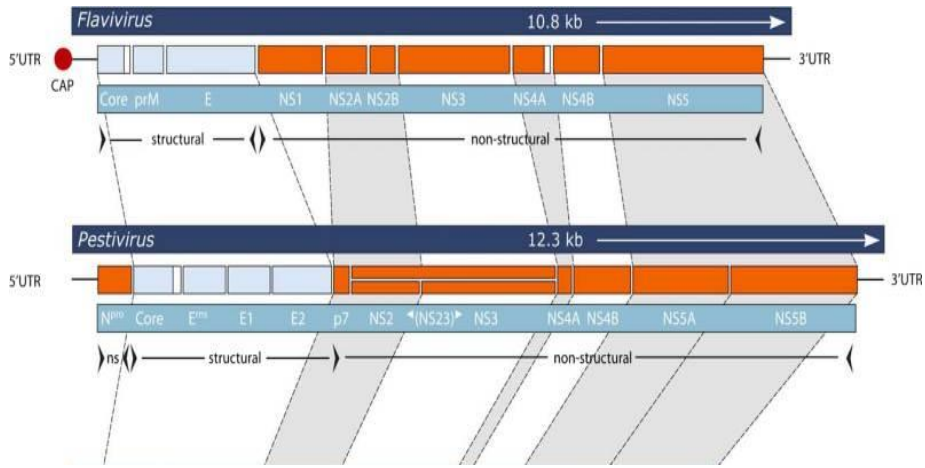 Flavivirus 10.8 kb
5'UTR 3'UTR
CAP
Core prM E NS1 NS2A NS2B NS3 NS4A NS4B NS5
structural non-structural
Pestivirus 12.3 kb
5'UTR 3'UTR
Npro Core Erns E1 E2 p7 NS2 (NS23) NS3 NS4A NS4B NS5A NS5B
ns structural non-structural